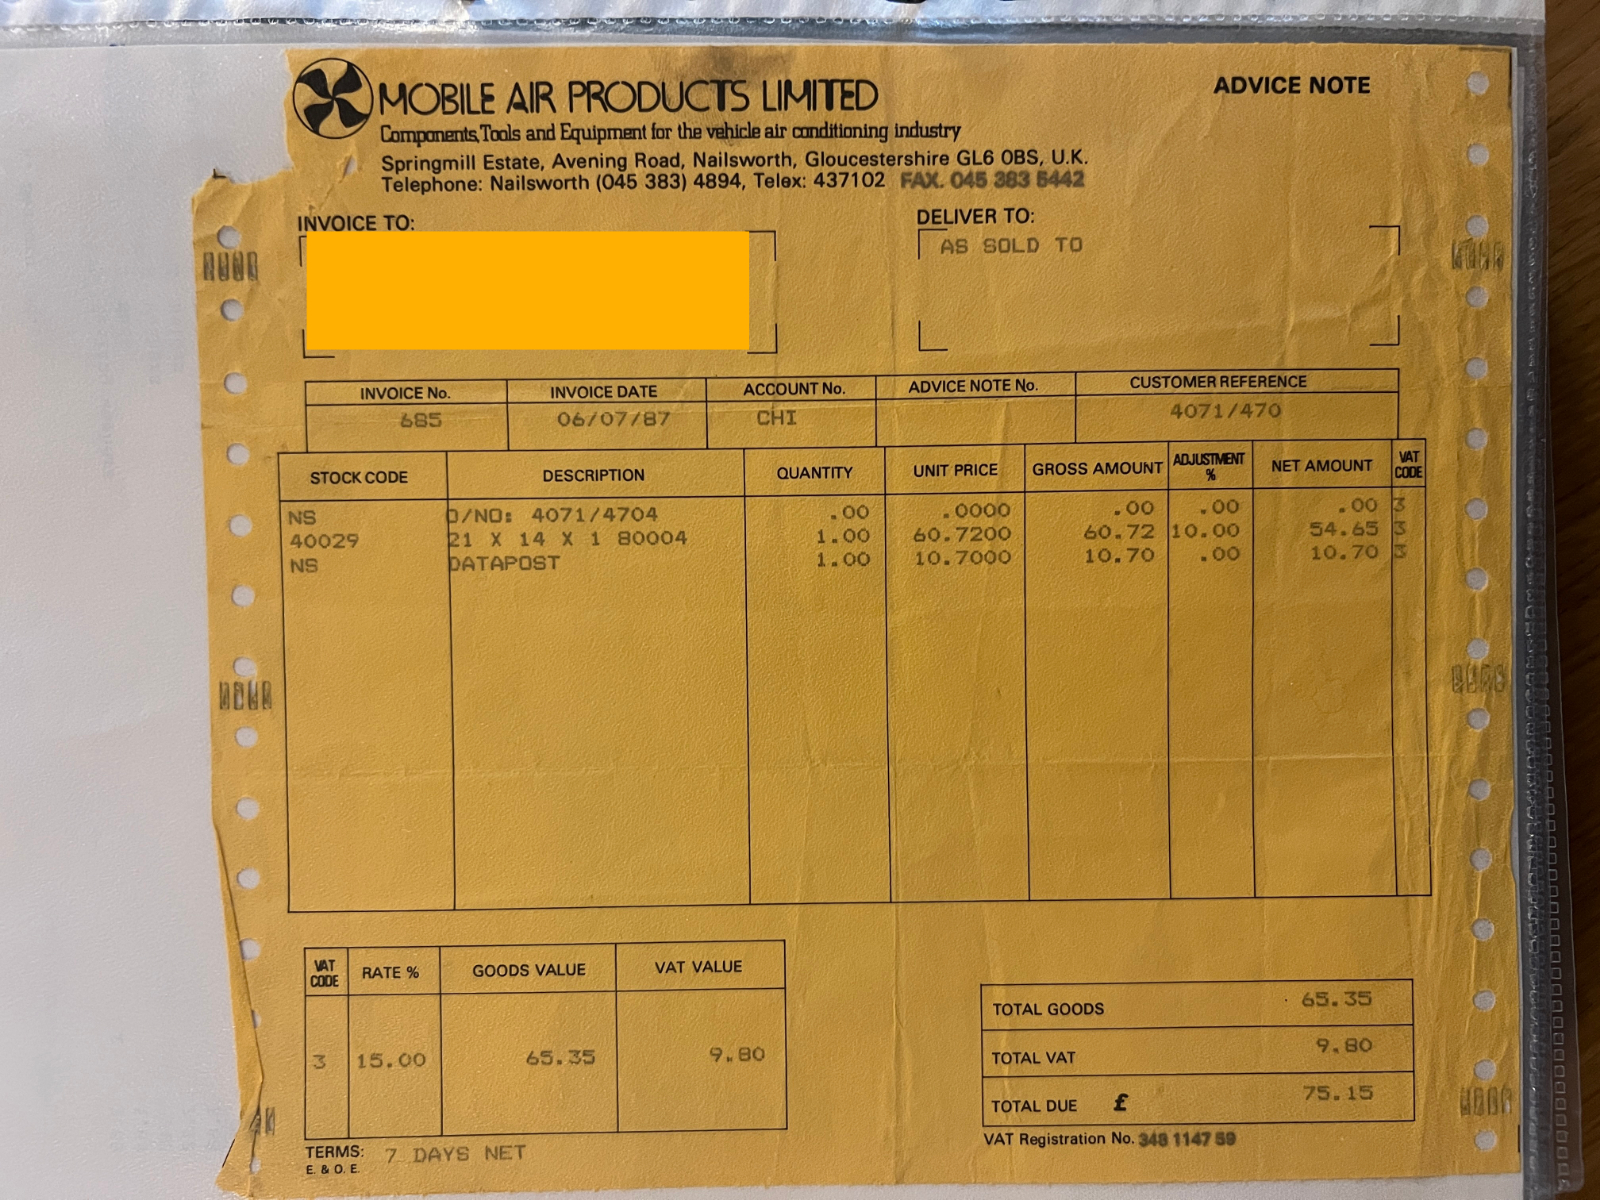 MOBILE AIR PRODUCTS LIMITED
ADVICE NOTE
Components, Tools and Equipment for the vehicle air conditioning industry
Springmill Estate, Avening Road, Nailsworth, Gloucestershire GL6 0BS, U.K.
Telephone: Nailsworth (045 383) 4894, Telex: 437102 FAX. 045 383 5442
INVOICE TO: DELIVER TO:
AS SOLD TO
INVOICE No. INVOICE DATE ACCOUNT No. ADVICE NOTE No. CUSTOMER REFERENCE
685 06/07/87 CHI 4071/470
STOCK CODE DESCRIPTION QUANTITY UNIT PRICE GROSS AMOUNT ADJUSTMENT % NET AMOUNT VAT CODE
NS O/NO: 4071/4704 .00 .0000 .00 .00 .00 3
40029 21 X 14 X 1 80004 1.00 60.7200 60.72 10.00 54.65 3
NS DATAPOST 1.00 10.7000 10.70 .00 10.70 3
VAT CODE RATE % GOODS VALUE VAT VALUE
3 15.00 65.35 9.80
TOTAL GOODS 65.35
TOTAL VAT 9.80
TOTAL DUE £ 75.15
VAT Registration No. 348 1147 59
TERMS: 7 DAYS NET
E. & O. E.